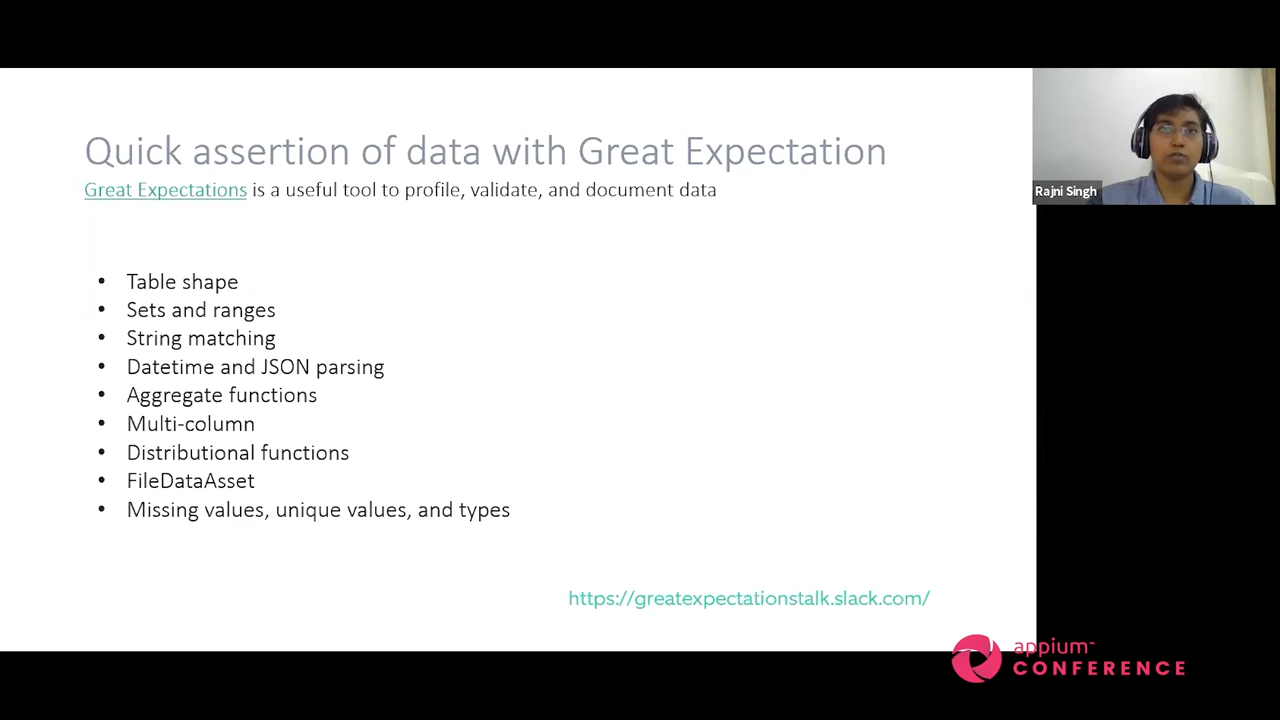 Quick assertion of data with Great Expectation
Great Expectations is a useful tool to profile, validate, and document data
• Table shape
• Sets and ranges
• String matching
• Datetime and JSON parsing
• Aggregate functions
• Multi-column
• Distributional functions
• FileDataAsset
• Missing values, unique values, and types
https://greatexpectationstalk.slack.com/
Rajni Singh
appium™
CONFERENCE